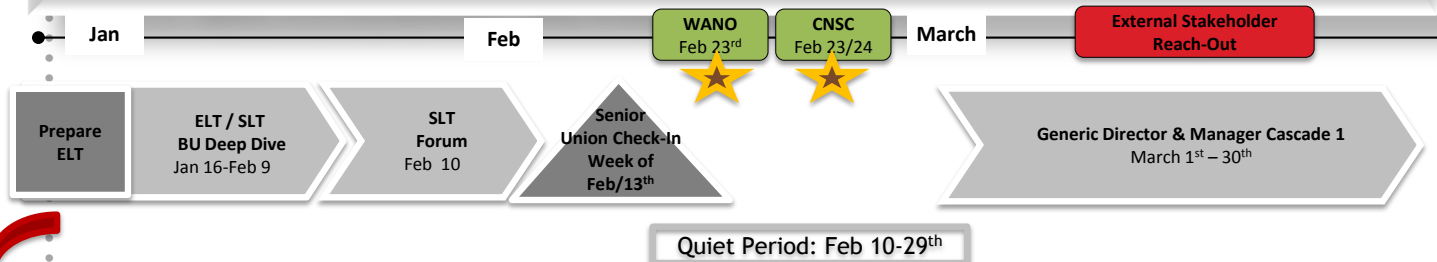 Jan
Feb
WANO
Feb 23rd
CNSC
Feb 23/24
March
External Stakeholder
Reach-Out
Prepare
ELT
ELT / SLT
BU Deep Dive
Jan 16-Feb 9
SLT
Forum
Feb 10
Senior
Union Check-In
Week of
Feb/13th
Generic Director & Manager Cascade 1
March 1st – 30th
Quiet Period: Feb 10-29th